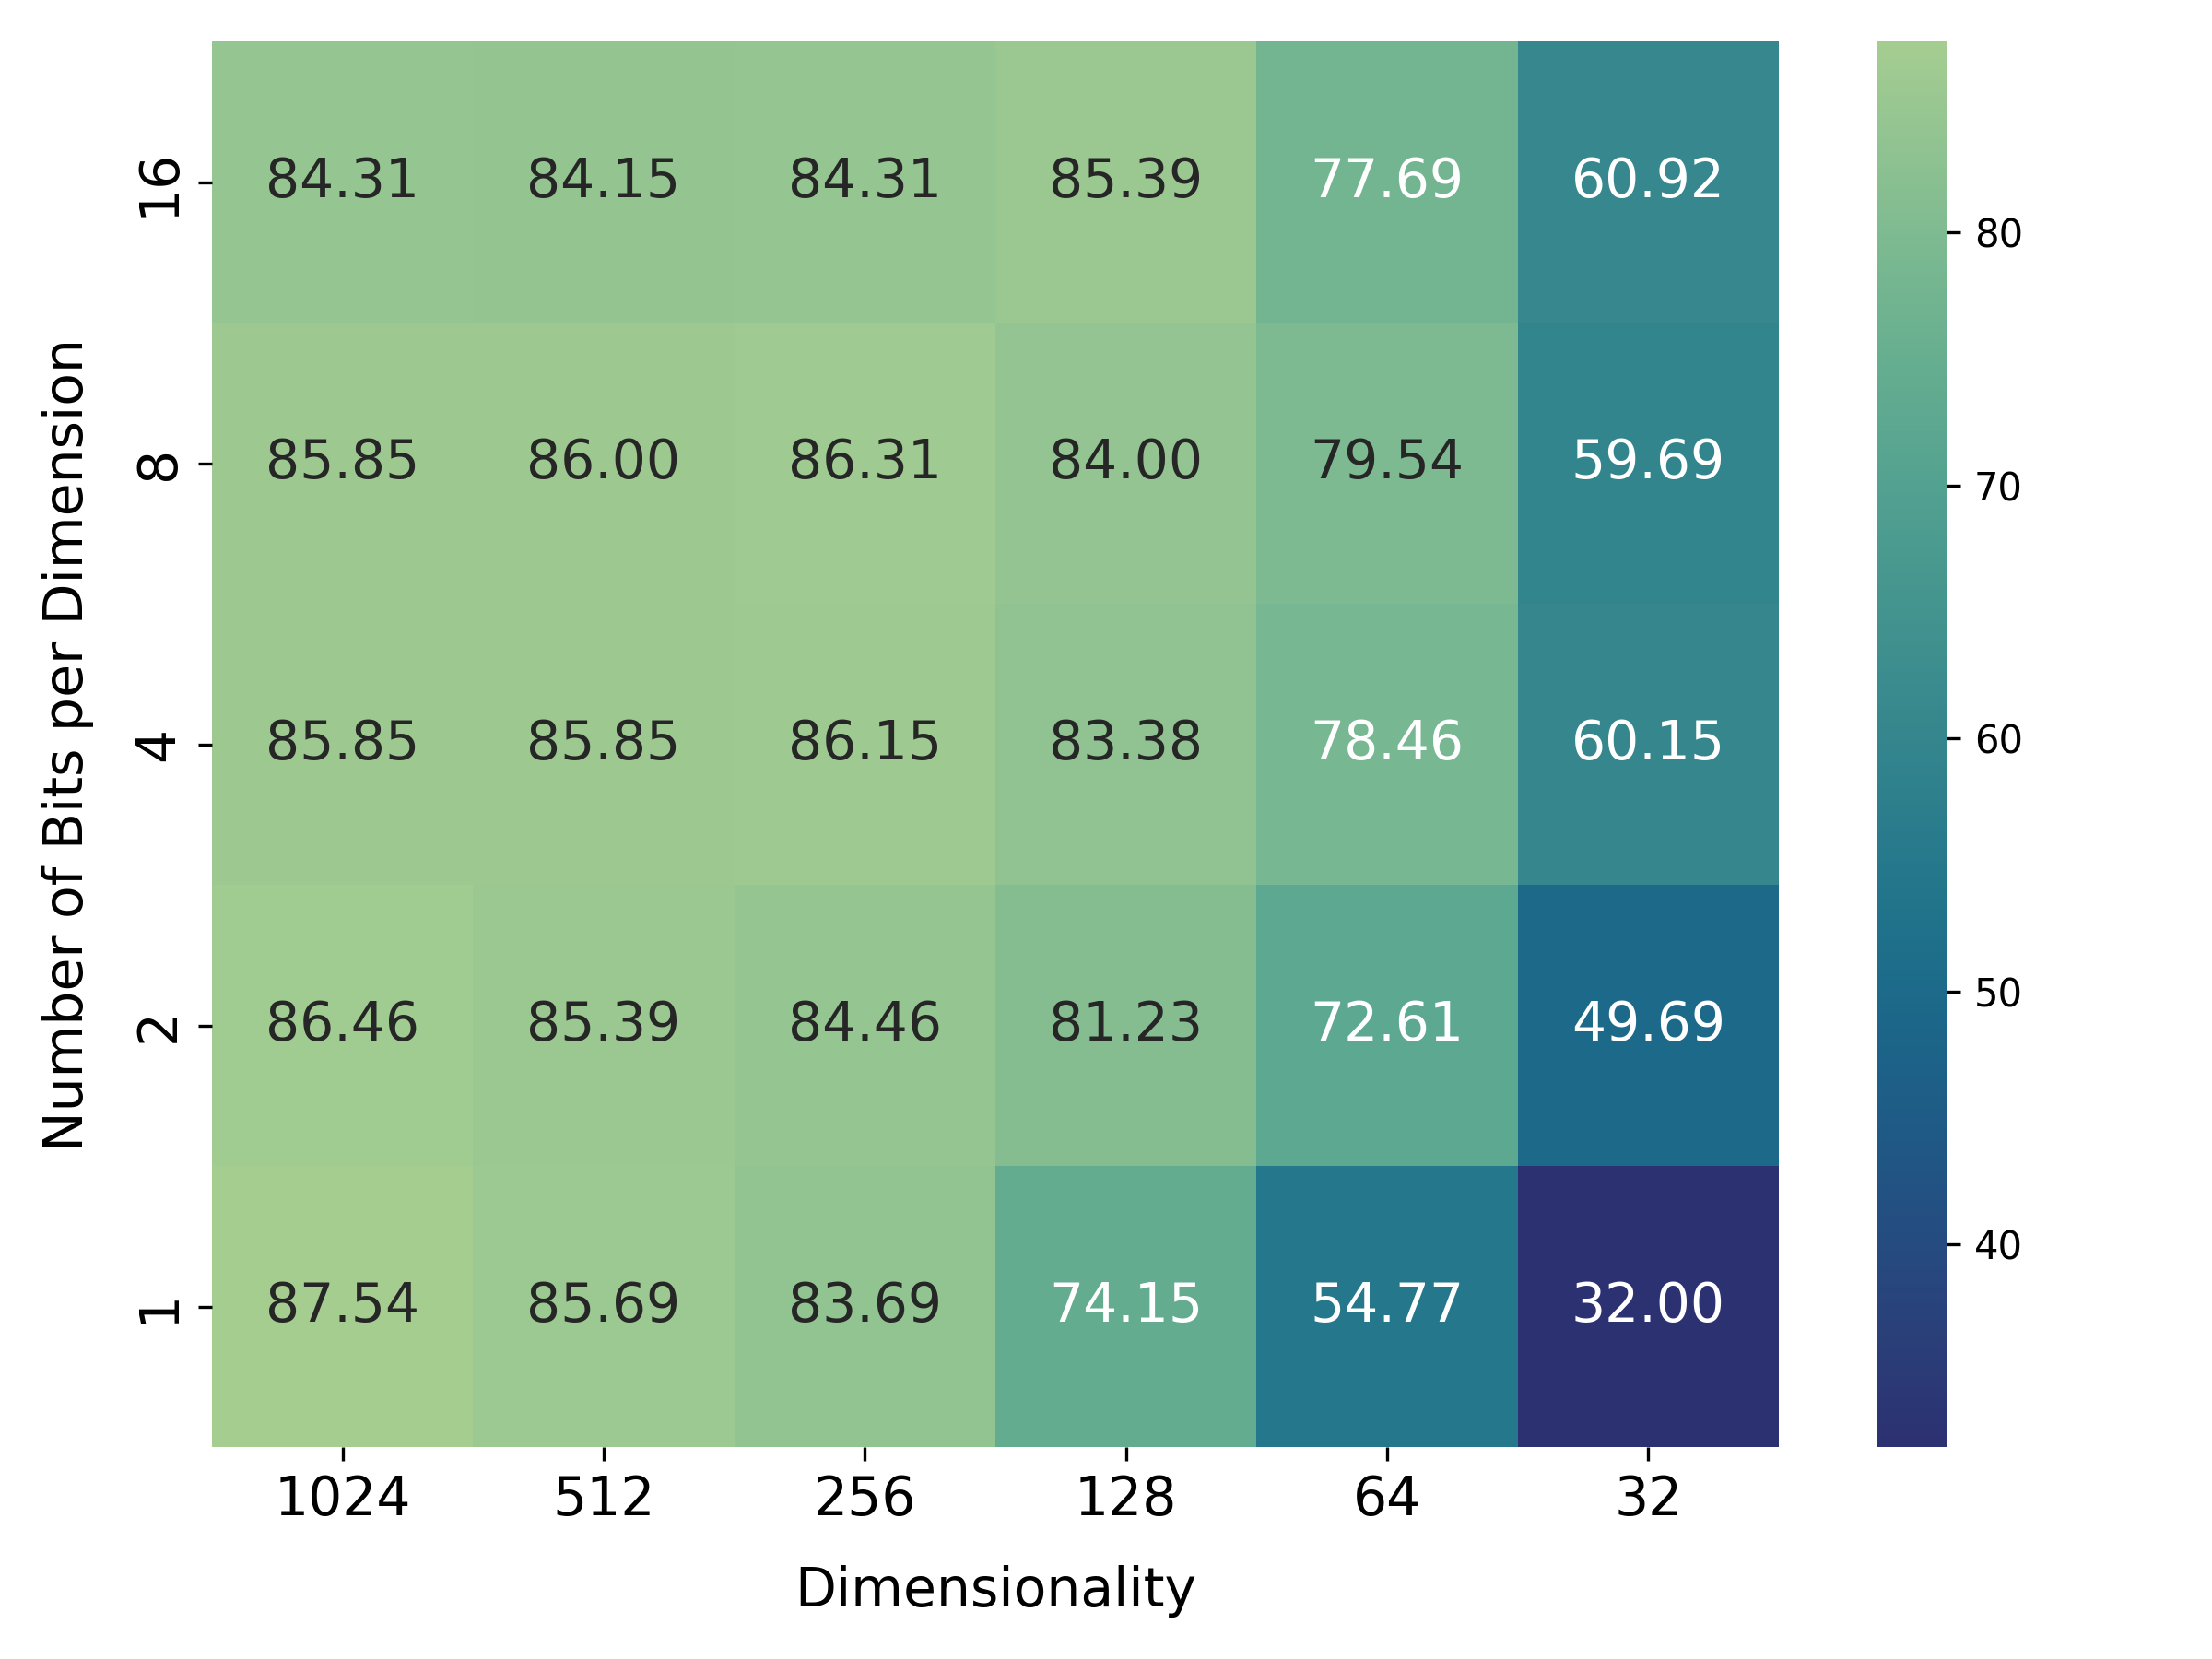 Number of Bits per Dimension
16 84.31 84.15 84.31 85.39 77.69 60.92
8 85.85 86.00 86.31 84.00 79.54 59.69
4 85.85 85.85 86.15 83.38 78.46 60.15
2 86.46 85.39 84.46 81.23 72.61 49.69
1 87.54 85.69 83.69 74.15 54.77 32.00
1024 512 256 128 64 32
Dimensionality
80
70
60
50
40